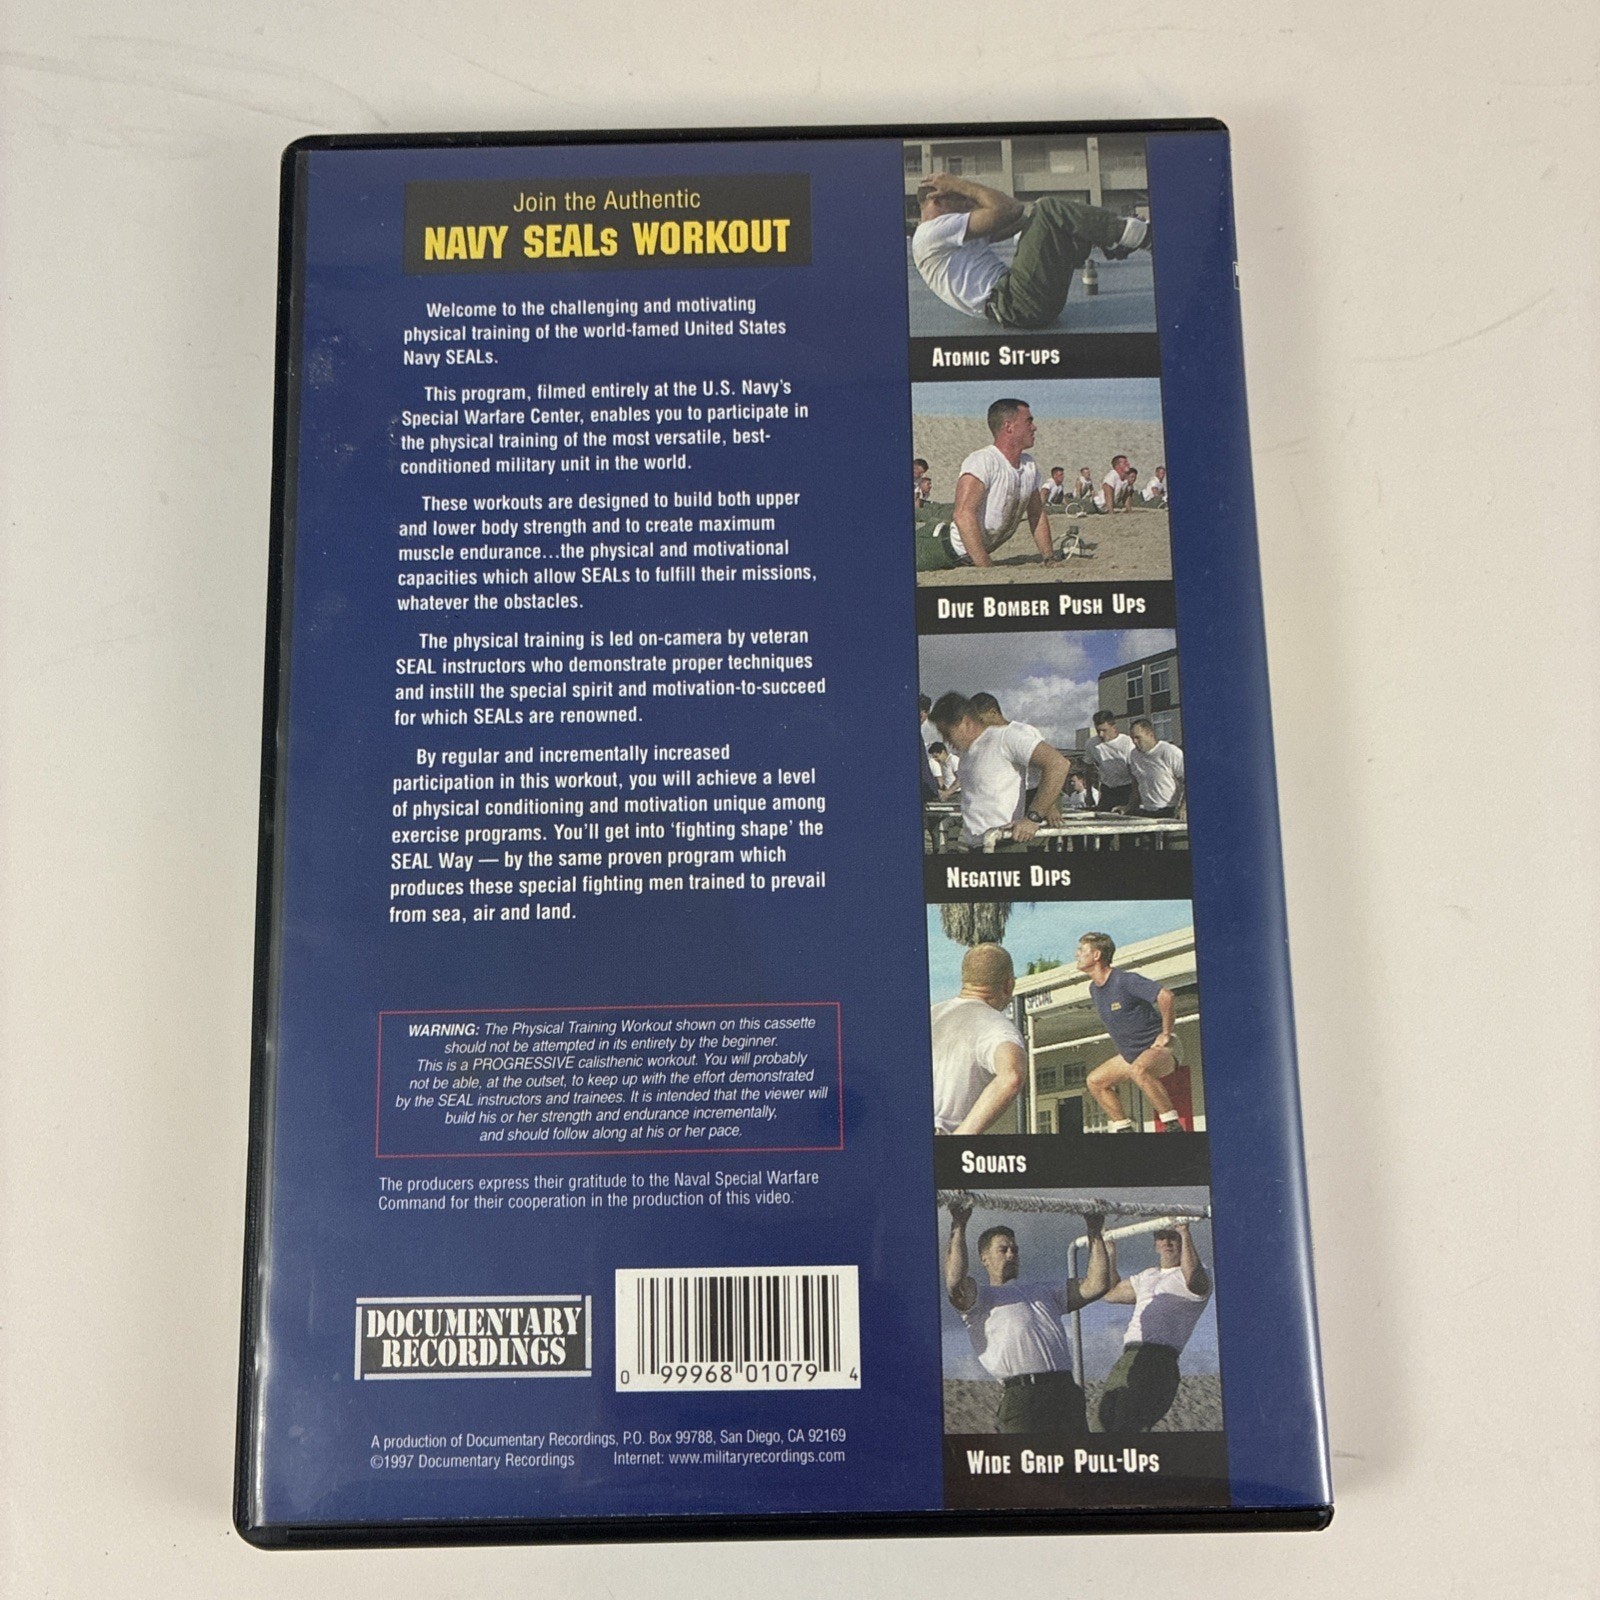 Join the Authentic
NAVY SEALs WORKOUT
Welcome to the challenging and motivating
physical training of the world-famed United States
Navy SEALs.
This program, filmed entirely at the U.S. Navy's
Special Warfare Center, enables you to participate in
the physical training of the most versatile, best-
conditioned military unit in the world.
These workouts are designed to build both upper
and lower body strength and to create maximum
muscle endurance...the physical and motivational
capacities which allow SEALs to fulfill their missions,
whatever the obstacles.
The physical training is led on-camera by veteran
SEAL instructors who demonstrate proper techniques
and instill the special spirit and motivation-to-succeed
for which SEALs are renowned.
By regular and incrementally increased
participation in this workout, you will achieve a level
of physical conditioning and motivation unique among
exercise programs. You'll get into 'fighting shape' the
SEAL Way — by the same proven program which
produces these special fighting men trained to prevail
from sea, air and land.
WARNING: The Physical Training Workout shown on this cassette
should not be attempted in its entirety by the beginner.
This is a PROGRESSIVE calisthenic workout. You will probably
not be able, at the outset, to keep up with the effort demonstrated
by the SEAL instructors and trainees. It is intended that the viewer will
build his or her strength and endurance incrementally,
and should follow along at his or her pace.
The producers express their gratitude to the Naval Special Warfare
Command for their cooperation in the production of this video.
DOCUMENTARY
RECORDINGS
0 99968 01079 4
A production of Documentary Recordings, P.O. Box 99788, San Diego, CA 92169
©1997 Documentary Recordings Internet: www.militaryrecordings.com
ATOMIC SIT-UPS
DIVE BOMBER PUSH UPS
NEGATIVE DIPS
SPECIAL
SQUATS
WIDE GRIP PULL-UPS